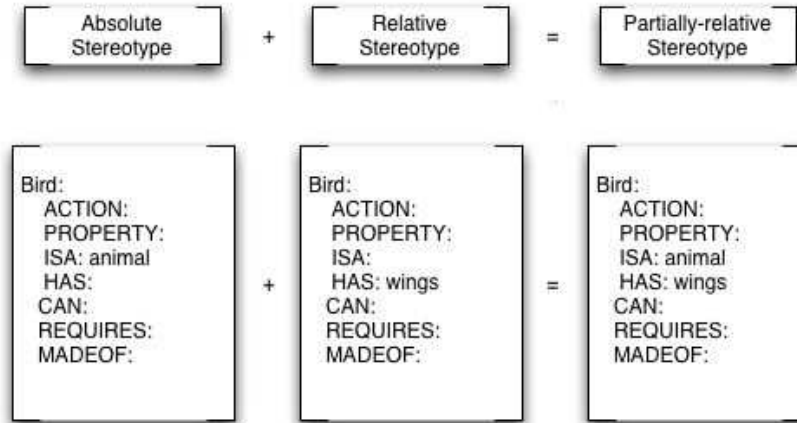 Absolute
Stereotype
+
Relative
Stereotype
=
Partially-relative
Stereotype
Bird:
ACTION:
PROPERTY:
ISA: animal
HAS:
CAN:
REQUIRES:
MADEOF:
+
Bird:
ACTION:
PROPERTY:
ISA:
HAS: wings
CAN:
REQUIRES:
MADEOF:
=
Bird:
ACTION:
PROPERTY:
ISA: animal
HAS: wings
CAN:
REQUIRES:
MADEOF: